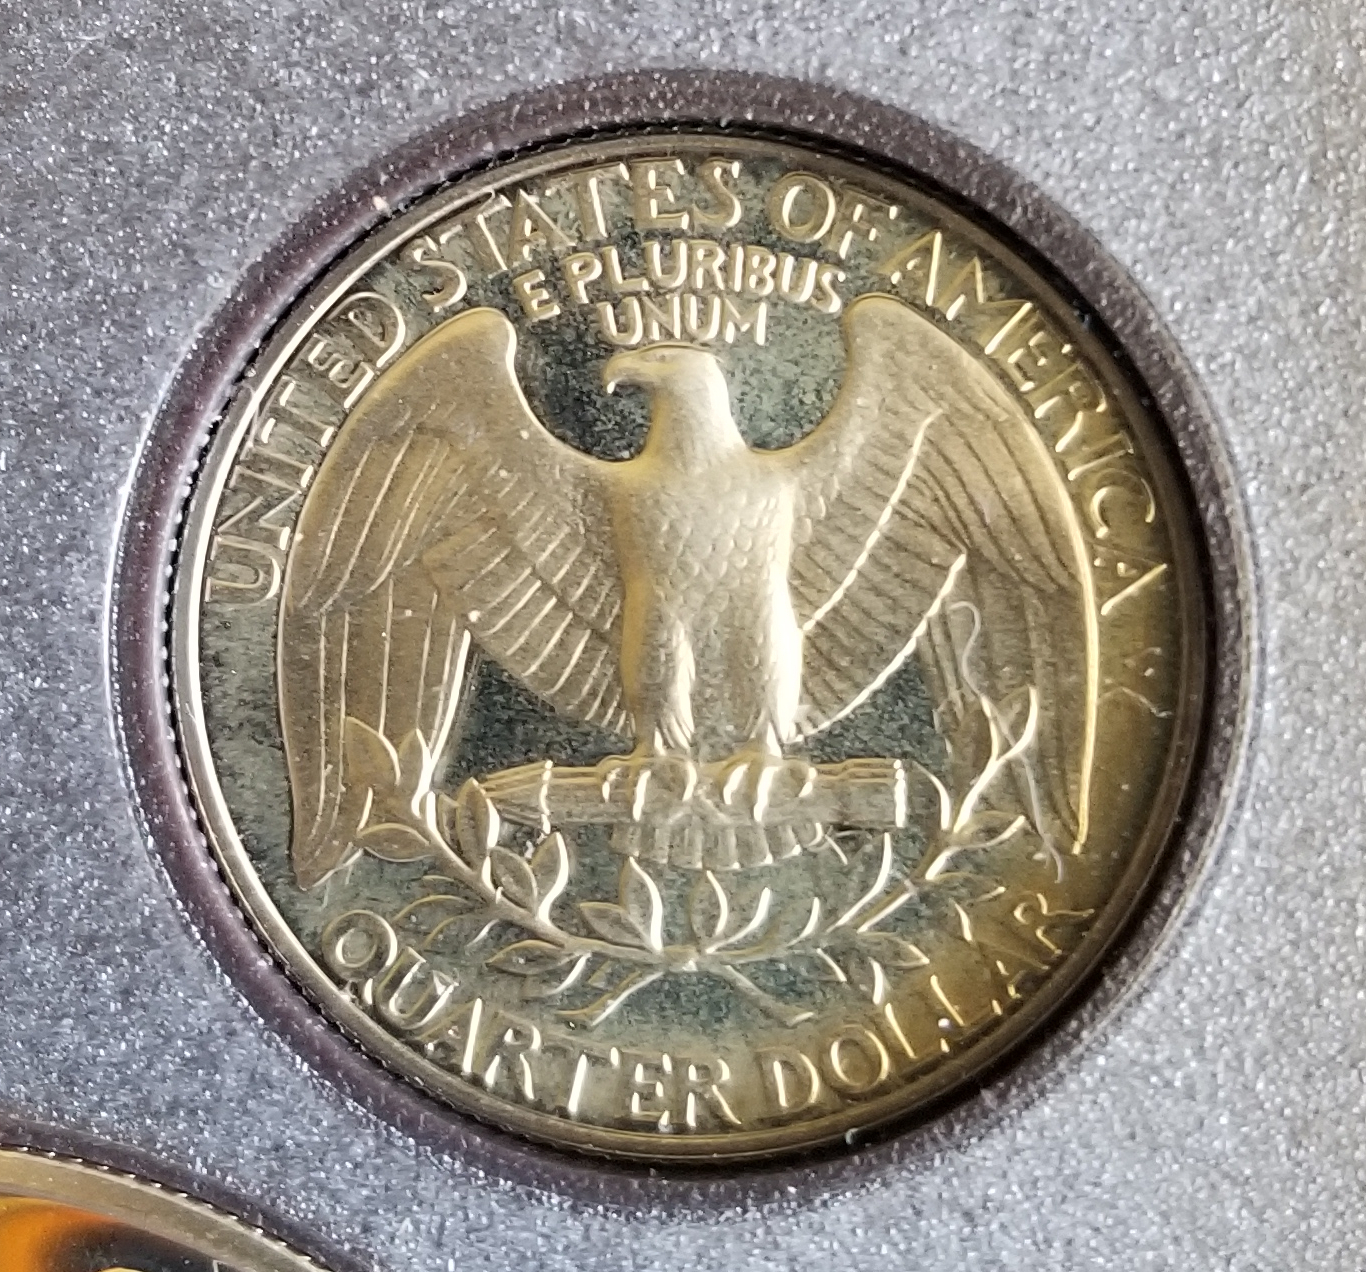 UNITED STATES OF AMERICA
E PLURIBUS
UNUM
QUARTER DOLLAR